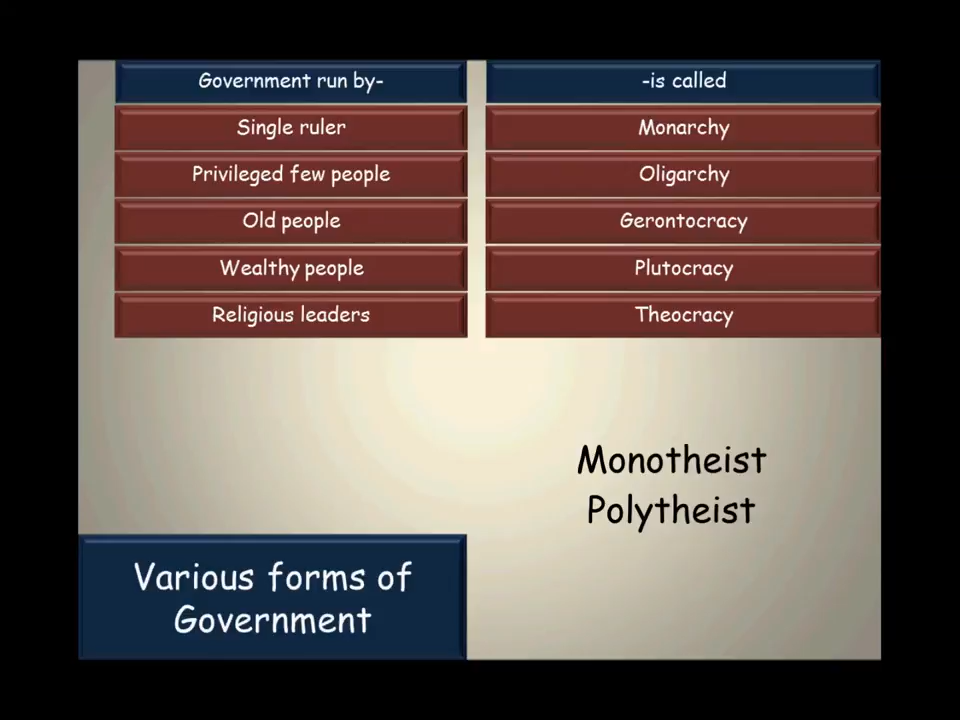 Government run by- -is called
Single ruler Monarchy
Privileged few people Oligarchy
Old people Gerontocracy
Wealthy people Plutocracy
Religious leaders Theocracy
Monotheist
Polytheist
Various forms of
Government